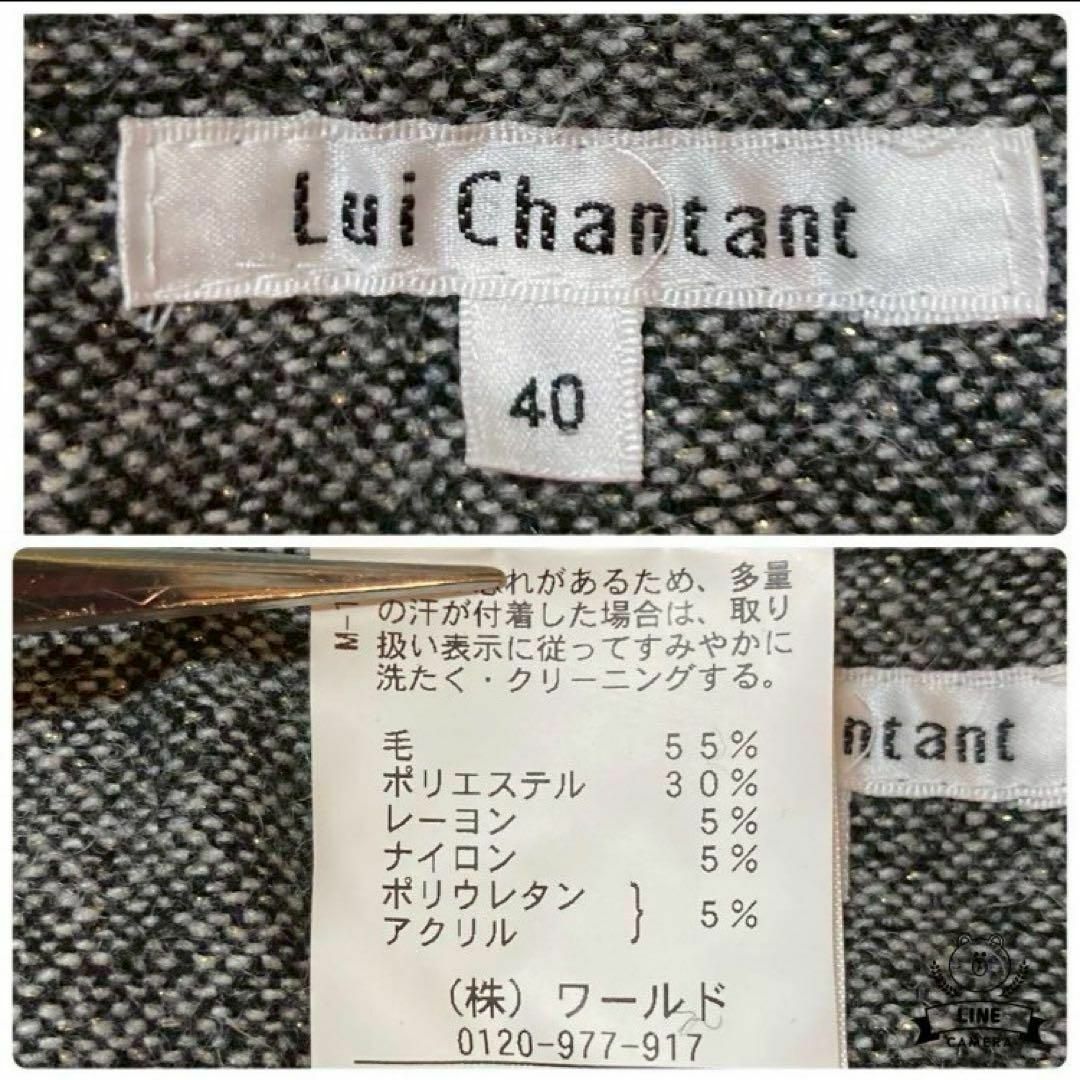 Lui Chantant
40
れがあるため、多量
の汗が付着した場合は、取り
扱い表示に従ってすみやかに
洗たく・クリーニングする。
M-1
毛 55%
ポリエステル 30%
レーヨン 5%
ナイロン 5%
ポリウレタン
アクリル } 5%
(株) ワールド
0120-977-917
ntant
LINE
CAMERA